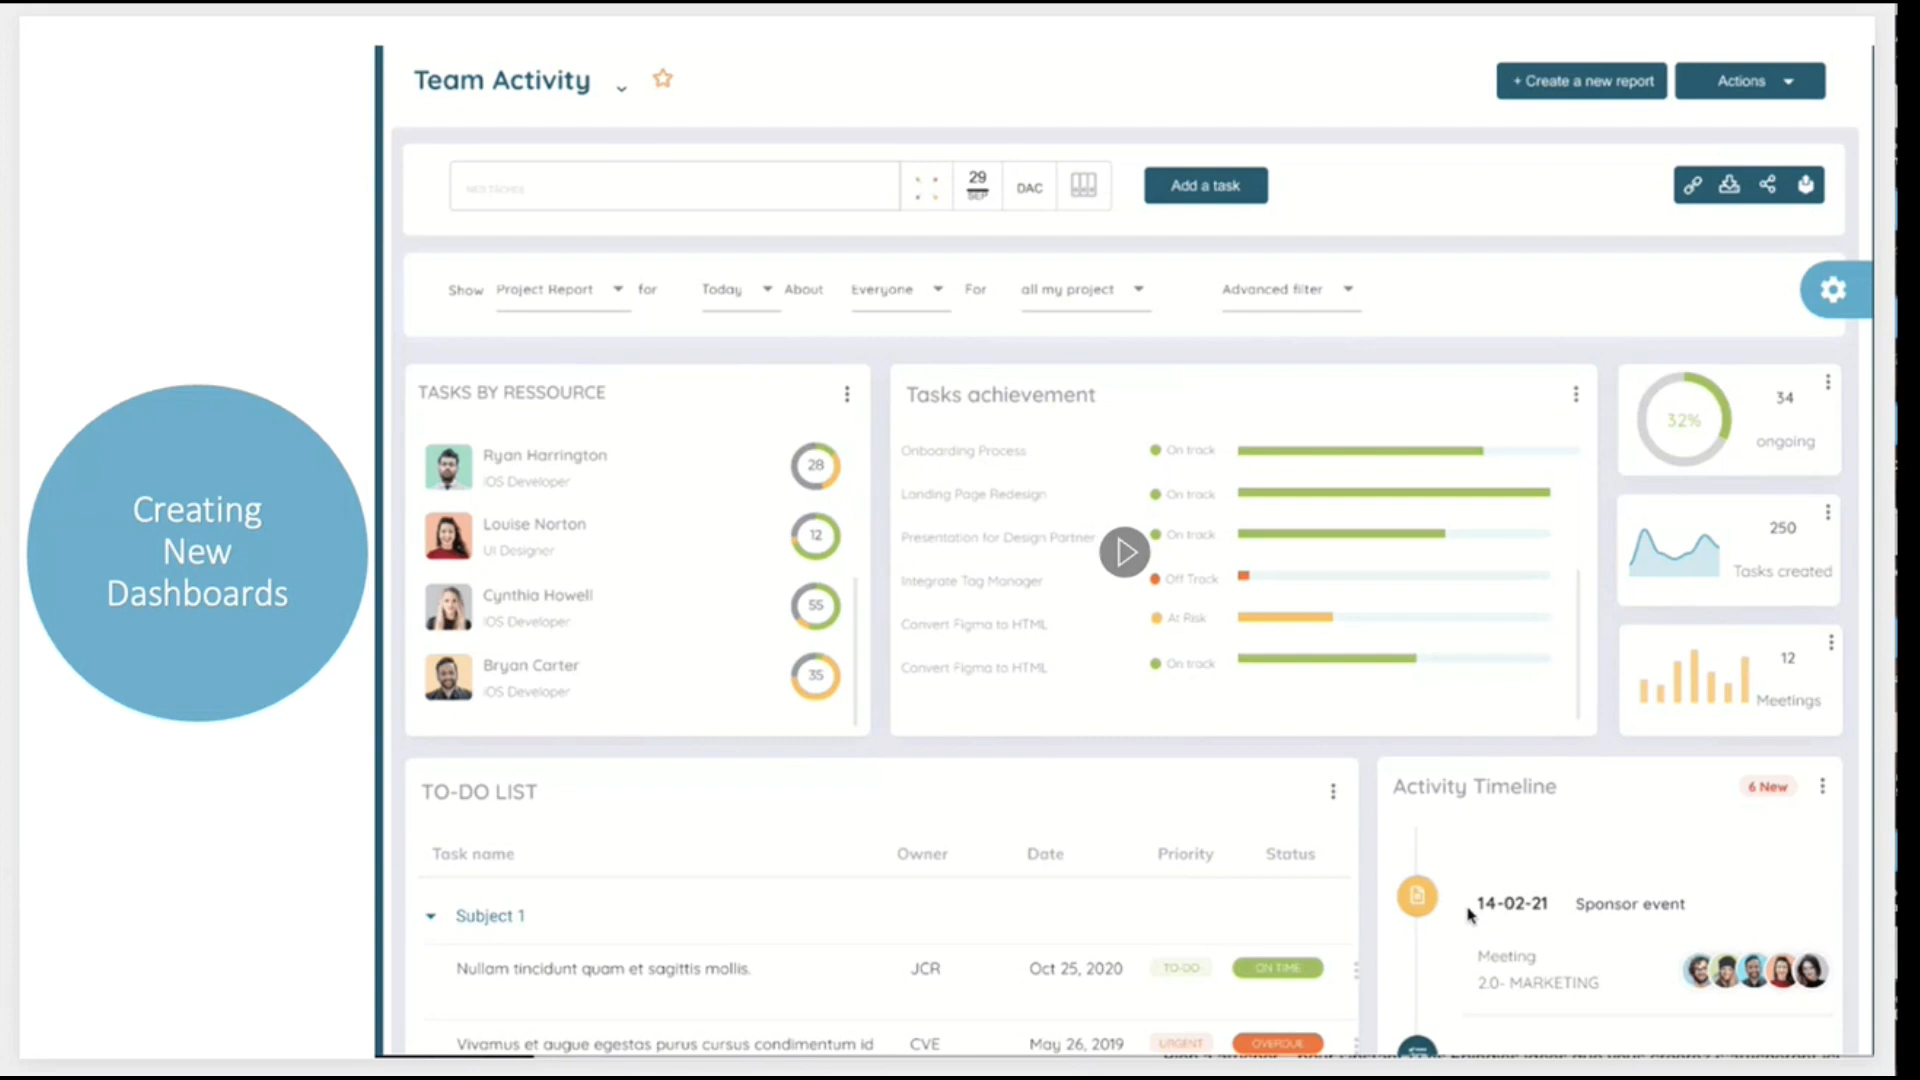 Creating
New
Dashboards
Team Activity
+ Create a new report
Actions
29
SEP
DAC
Add a task
Show Project Report for Today About Everyone For all my project Advanced filter
TASKS BY RESSOURCE
Ryan Harrington
iOS Developer
28
Louise Norton
UI Designer
12
Cynthia Howell
iOS Developer
55
Bryan Carter
iOS Developer
35
Tasks achievement
Onboarding Process On track
Landing Page Redesign On track
Presentation for Design Partner On track
Integrate Tag Manager Off Track
Convert Figma to HTML At Risk
Convert Figma to HTML On track
32%
34
ongoing
250
Tasks created
12
Meetings
TO-DO LIST
Task name Owner Date Priority Status
Subject 1
Nullam tincidunt quam et sagittis mollis. JCR Oct 25, 2020 TO-DO ON TIME
Vivamus et augue egestas purus cursus condimentum id CVE May 26, 2019 URGENT OVERDUE
Activity Timeline
6 New
14-02-21 Sponsor event
Meeting
2.0- MARKETING